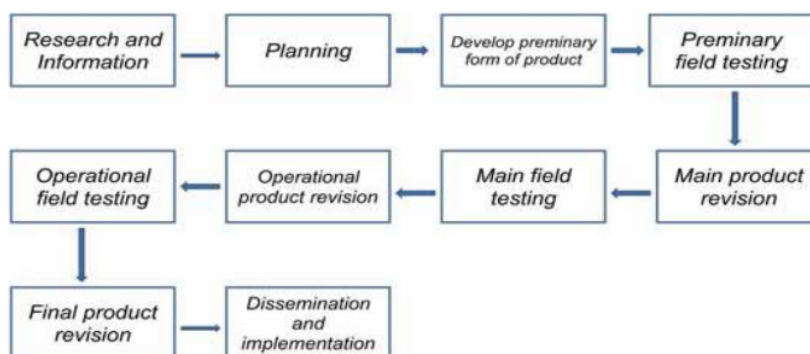 Research and
Information
Planning
Develop preminary
form of product
Preminary
field testing
Main product
revision
Main field
testing
Operational
product revision
Operational
field testing
Final product
revision
Dissemination
and
implementation